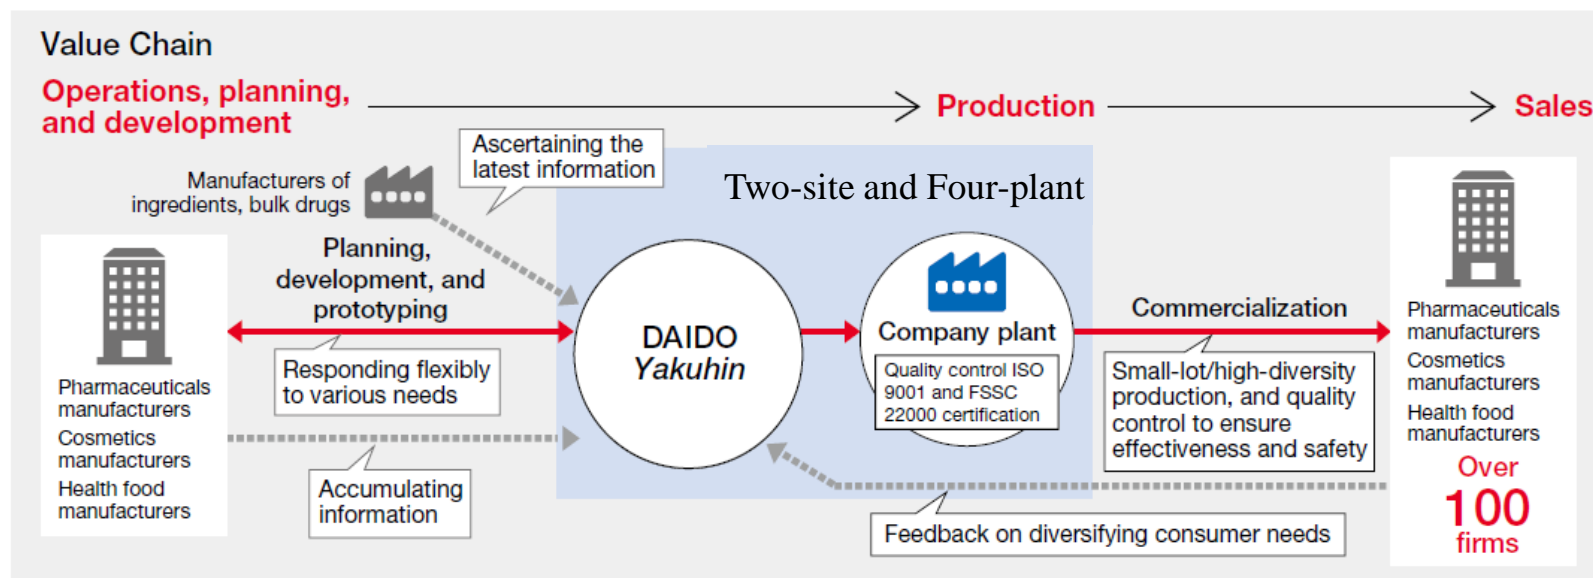 Value Chain
Operations, planning,
and development
Production
Sales
Ascertaining the
latest information
Manufacturers of
ingredients, bulk drugs
Two-site and Four-plant
Planning,
development, and
prototyping
Responding flexibly
to various needs
Pharmaceuticals
manufacturers
Cosmetics
manufacturers
Health food
manufacturers
Accumulating
information
DAIDO
Yakuhin
Company plant
Quality control ISO
9001 and FSSC
22000 certification
Commercialization
Small-lot/high-diversity
production, and quality
control to ensure
effectiveness and safety
Feedback on diversifying consumer needs
Pharmaceuticals
manufacturers
Cosmetics
manufacturers
Health food
manufacturers
Over
100
firms